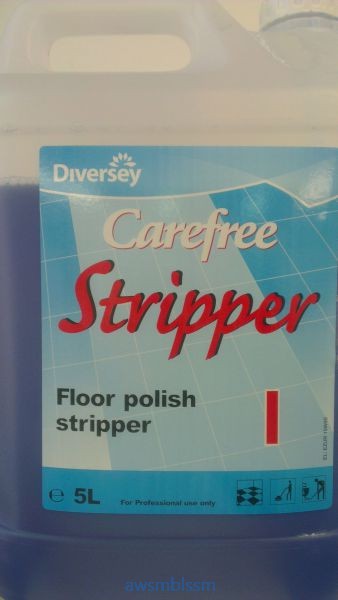 Diversey
Carefree
Stripper
Floor polish
stripper
e 5L
For Professional use only
awsmblssm